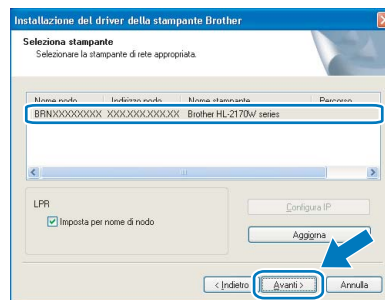 Installazione del driver della stampante Brother
Seleziona stampante
Selezionare la stampante di rete appropriata.
Nome nodo Indirizzo nodo Nome stampante Percorso
BRNXXXXXXXX XXX.XXX.XXX.XX Brother HL-2170W series
LPR
Imposta per nome di nodo
Configura IP
Aggiorna
< Indietro Avanti > Annulla